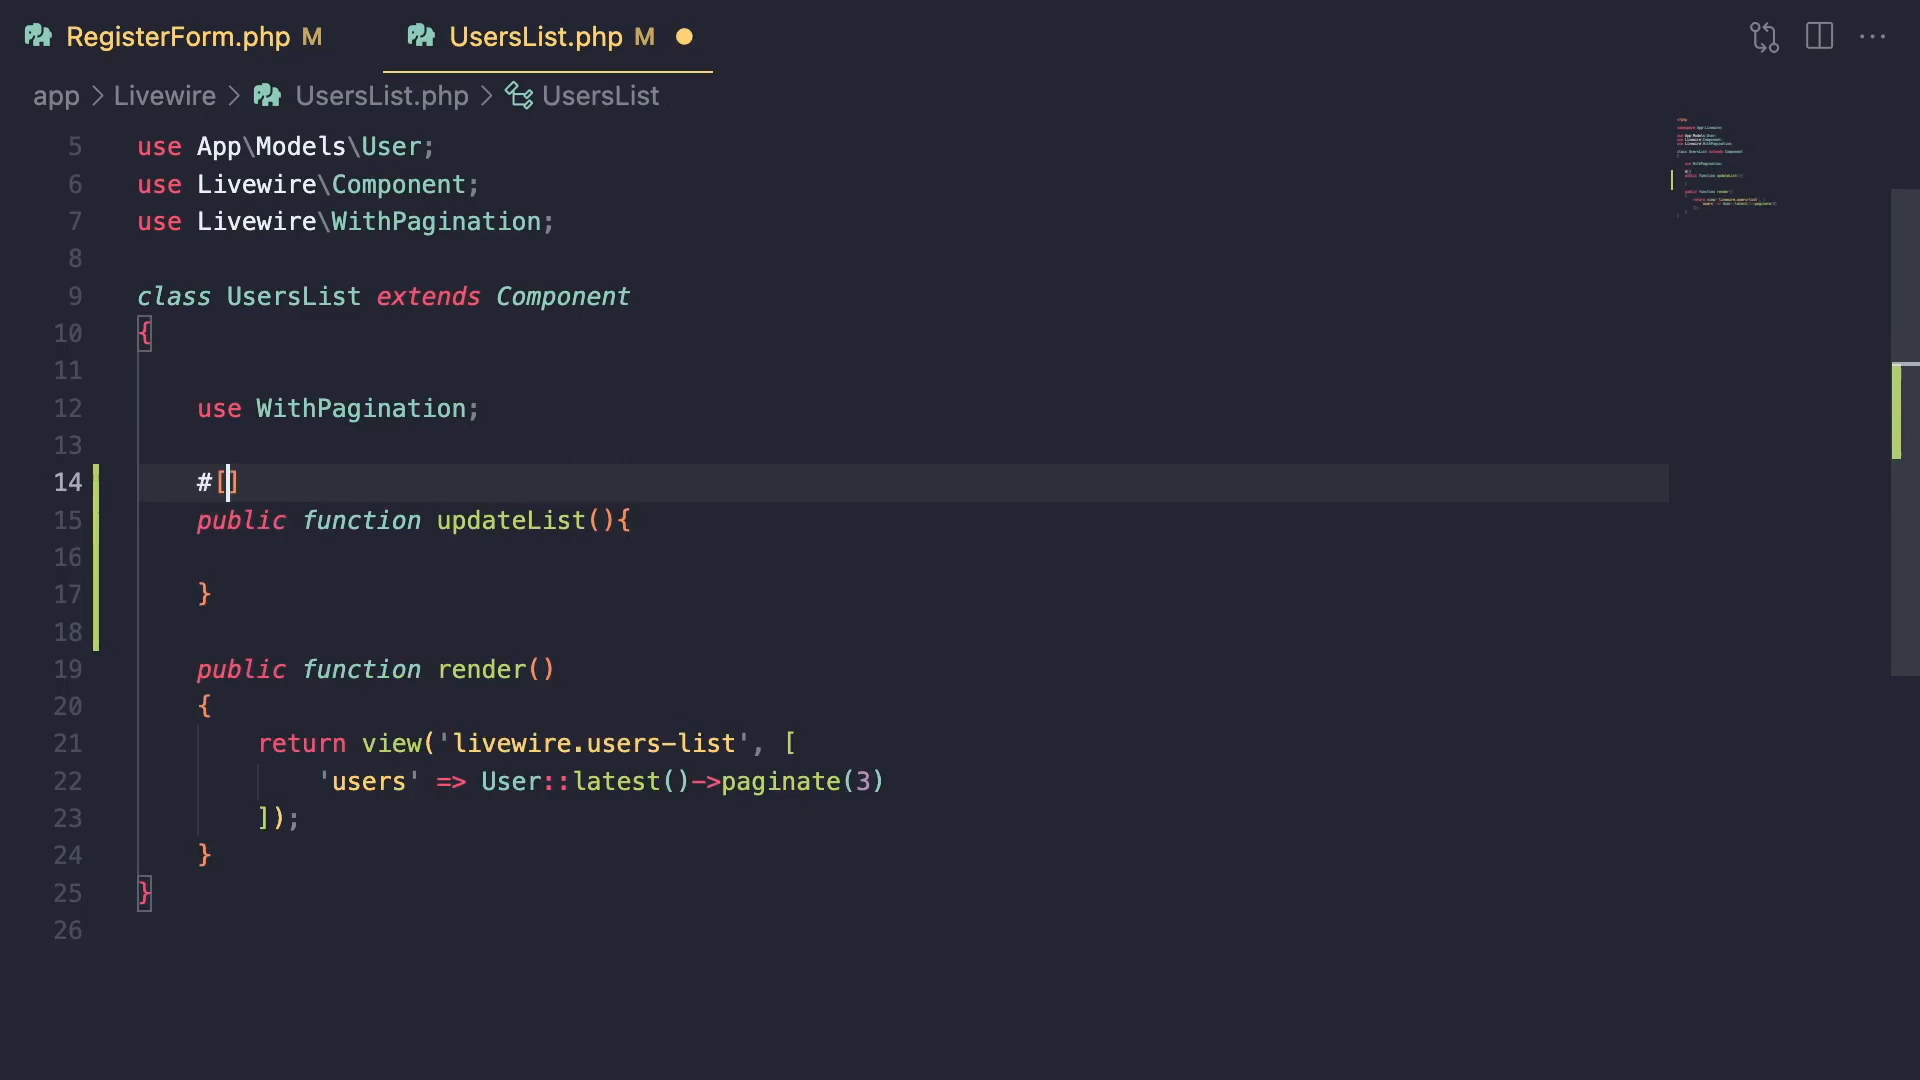 RegisterForm.php M UsersList.php M
app > Livewire > UsersList.php > UsersList
5 use App\Models\User;
6 use Livewire\Component;
7 use Livewire\WithPagination;
8
9 class UsersList extends Component
10 {
11
12 use WithPagination;
13
14 #[]
15 public function updateList(){
16
17 }
18
19 public function render()
20 {
21 return view('livewire.users-list', [
22 'users' => User::latest()->paginate(3)
23 ]);
24 }
25 }
26